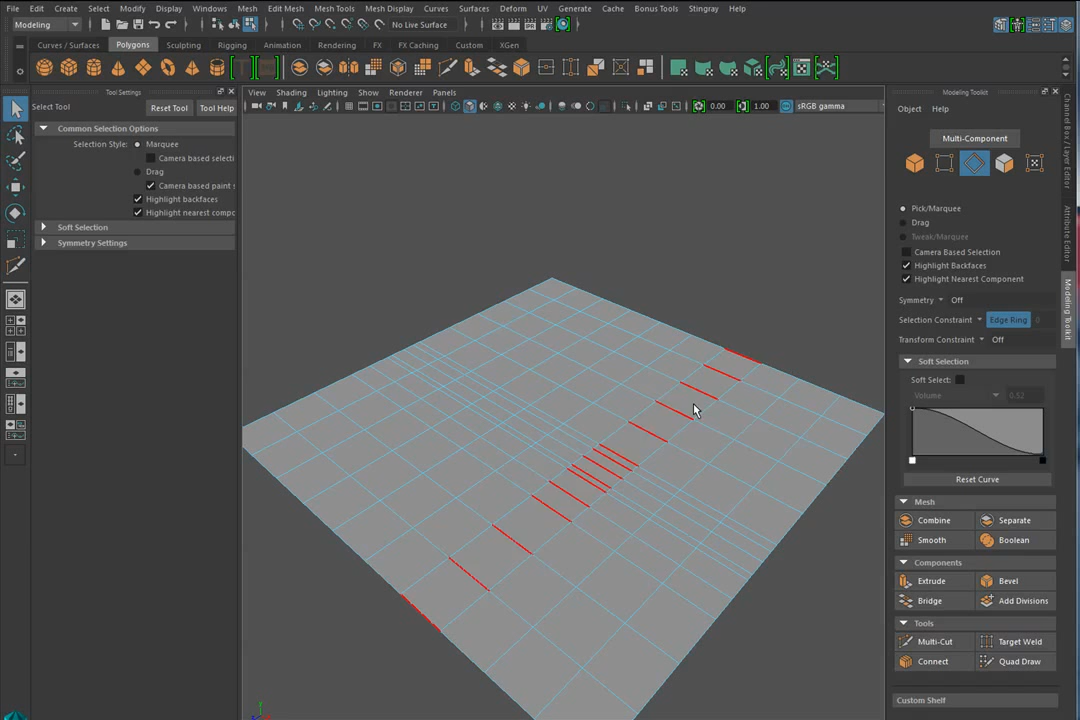 File Edit Create Select Modify Display Windows Mesh Edit Mesh Mesh Tools Mesh Display Curves Surfaces Deform UV Generate Cache Bonus Tools Stingray Help
Modeling No Live Surface
Curves / Surfaces Polygons Sculpting Rigging Animation Rendering FX FX Caching Custom XGen
Tool Settings
Select Tool Reset Tool Tool Help
Common Selection Options
Selection Style: Marquee
Camera based selecti
Drag
Camera based paint s
Highlight backfaces
Highlight nearest compo
Soft Selection
Symmetry Settings
View Shading Lighting Show Renderer Panels
0.00 1.00 sRGB gamma
Modeling Toolkit
Object Help
Multi-Component
Pick/Marquee
Drag
Tweak/Marquee
Camera Based Selection
Highlight Backfaces
Highlight Nearest Component
Symmetry Off
Selection Constraint Edge Ring 0
Transform Constraint Off
Soft Selection
Soft Select:
Volume 0.52
Reset Curve
Mesh
Combine Separate
Smooth Boolean
Components
Extrude Bevel
Bridge Add Divisions
Tools
Multi-Cut Target Weld
Connect Quad Draw
Custom Shelf
Channel Box / Layer Editor
Attribute Editor
Modeling Toolkit